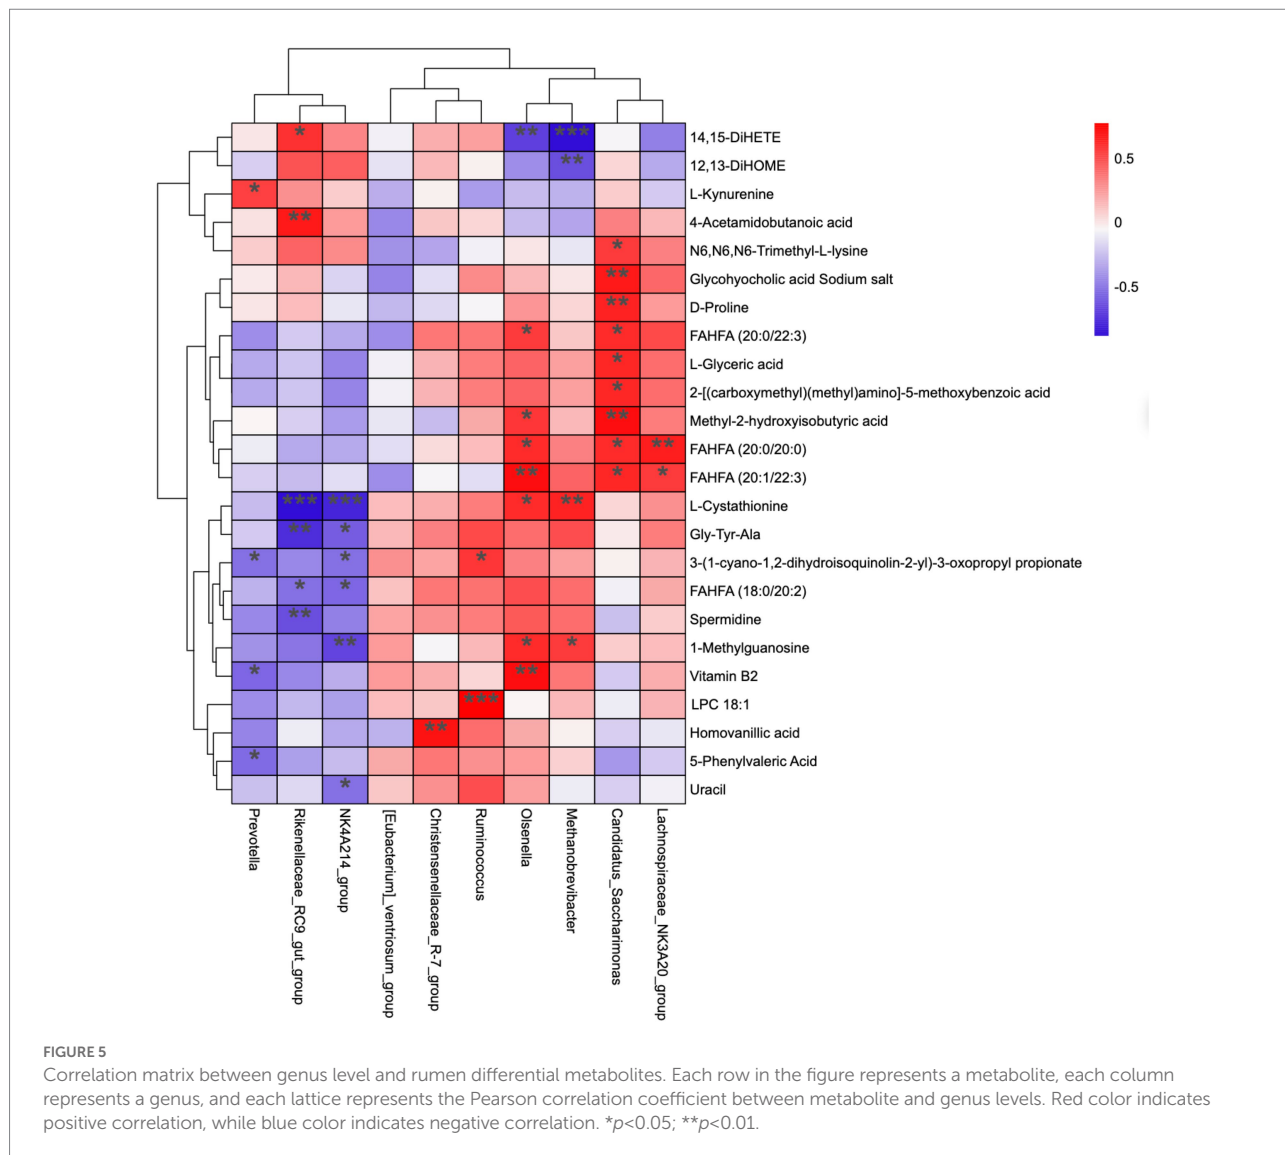 * ** *** 14,15-DiHETE
** 12,13-DiHOME
* L-Kynurenine
** 4-Acetamidobutanoic acid
* N6,N6,N6-Trimethyl-L-lysine
** Glycohyocholic acid Sodium salt
** D-Proline
* * FAHFA (20:0/22:3)
* L-Glyceric acid
* 2-[(carboxymethyl)(methyl)amino]-5-methoxybenzoic acid
* ** Methyl-2-hydroxyisobutyric acid
* * ** FAHFA (20:0/20:0)
** * * FAHFA (20:1/22:3)
*** *** * ** L-Cystathionine
** * Gly-Tyr-Ala
* * * 3-(1-cyano-1,2-dihydroisoquinolin-2-yl)-3-oxopropyl propionate
* * FAHFA (18:0/20:2)
** Spermidine
** * * 1-Methylguanosine
* ** Vitamin B2
*** LPC 18:1
** Homovanillic acid
* 5-Phenylvaleric Acid
* Uracil
0.5
0
-0.5
Prevotella
Rikenellaceae_RC9_gut_group
NK4A214_group
[Eubacterium]_ventriosum_group
Christensenellaceae_R-7_group
Ruminococcus
Olsenella
Methanobrevibacter
Candidatus_Saccharimonas
Lachnospiraceae_NK3A20_group
FIGURE 5
Correlation matrix between genus level and rumen differential metabolites. Each row in the figure represents a metabolite, each column
represents a genus, and each lattice represents the Pearson correlation coefficient between metabolite and genus levels. Red color indicates
positive correlation, while blue color indicates negative correlation. *p<0.05; **p<0.01.